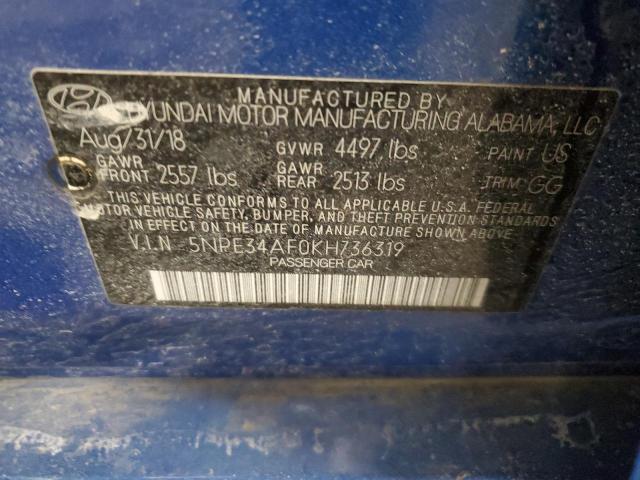 MANUFACTURED BY
HYUNDAI MOTOR MANUFACTURING ALABAMA, LLC
Aug/31/18 GVWR 4497 lbs PAINT US
GAWR FRONT 2557 lbs GAWR REAR 2513 lbs TRIM GG
THIS VEHICLE CONFORMS TO ALL APPLICABLE U.S.A. FEDERAL
MOTOR VEHICLE SAFETY, BUMPER, AND THEFT PREVENTION STANDARDS
IN EFFECT ON THE DATE OF MANUFACTURE SHOWN ABOVE.
V.I.N 5NPE34AF0KH736319
PASSENGER CAR